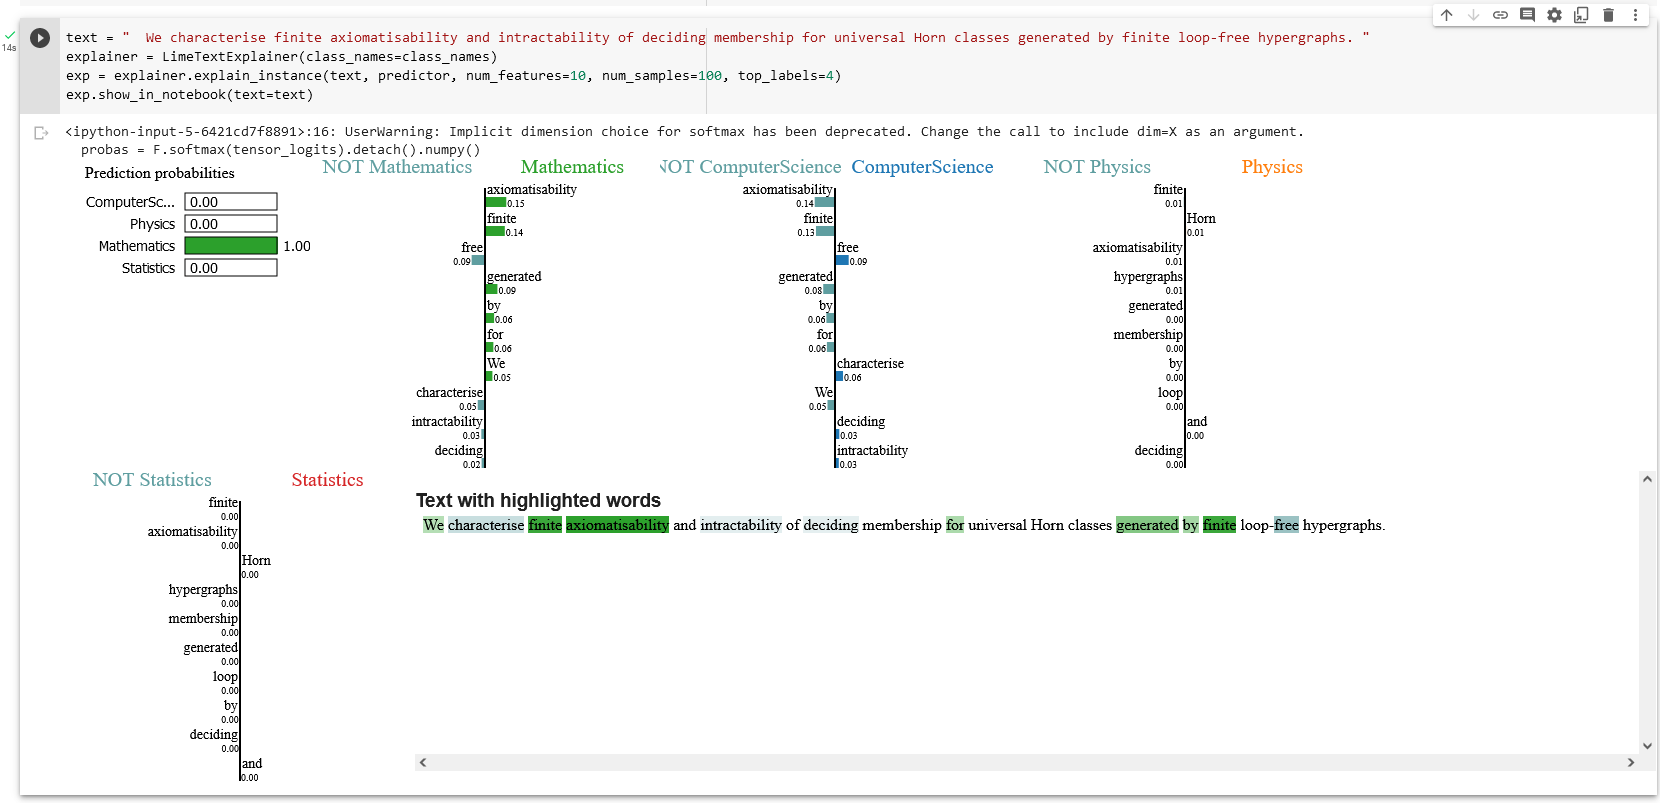 14s
text = "  We characterise finite axiomatisability and intractability of deciding membership for universal Horn classes generated by finite loop-free hypergraphs. "
explainer = LimeTextExplainer(class_names=class_names)
exp = explainer.explain_instance(text, predictor, num_features=10, num_samples=100, top_labels=4)
exp.show_in_notebook(text=text)
<ipython-input-5-6421cd7f8891>:16: UserWarning: Implicit dimension choice for softmax has been deprecated. Change the call to include dim=X as an argument.
  probas = F.softmax(tensor_logits).detach().numpy()
Prediction probabilities
ComputerSc... 0.00
Physics 0.00
Mathematics 1.00
Statistics 0.00
NOT Mathematics Mathematics
axiomatisability
0.15
finite
0.14
free
0.09
generated
0.09
by
0.06
for
0.06
We
0.05
characterise
0.05
intractability
0.03
deciding
0.02
NOT ComputerScience ComputerScience
axiomatisability
0.14
finite
0.13
free
0.09
generated
0.08
by
0.06
for
0.06
characterise
0.06
We
0.05
deciding
0.03
intractability
0.03
NOT Physics Physics
finite
0.01
Horn
0.01
axiomatisability
0.01
hypergraphs
0.01
generated
0.00
membership
0.00
by
0.00
loop
0.00
and
0.00
deciding
0.00
NOT Statistics Statistics
finite
0.00
axiomatisability
0.00
Horn
0.00
hypergraphs
0.00
membership
0.00
generated
0.00
loop
0.00
by
0.00
deciding
0.00
and
0.00
Text with highlighted words
We characterise finite axiomatisability and intractability of deciding membership for universal Horn classes generated by finite loop-free hypergraphs.